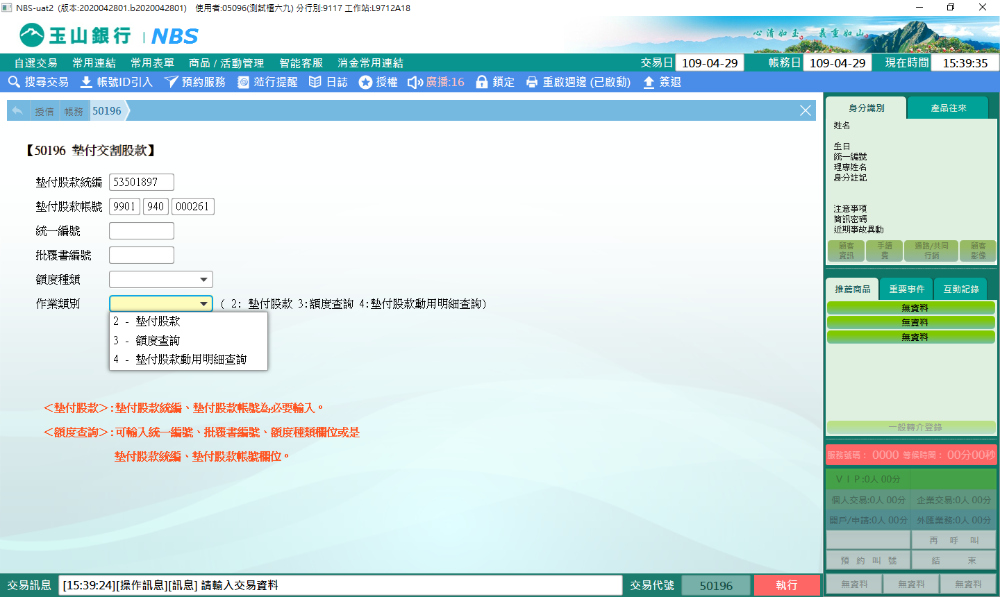 NBS-uat2 (版本:2020042801.b2020042801) 使用者:05096(測試櫃六九) 分行別:9117 工作站:L9712A18
玉山銀行 | NBS
心清如玉。 義重如山。
自選交易 常用連結 常用表單 商品 / 活動管理 智能客服 消金常用連結 交易日 109-04-29 帳務日 109-04-29 現在時間 15:39:35
搜尋交易 帳號ID引入 預約服務 蒞行提醒 日誌 授權 廣播:16 鎖定 重啟週邊 (已啟動) 簽退
授信 帳務 50196
【50196 墊付交割股款】
墊付股款統編 53501897
墊付股款帳號 9901 940 000261
統一編號
批覆書編號
額度種類
作業類別 ( 2: 墊付股款 3:額度查詢 4:墊付股款動用明細查詢)
2 - 墊付股款
3 - 額度查詢
4 - 墊付股款動用明細查詢
<墊付股款>:墊付股款統編、墊付股款帳號為必要輸入。
<額度查詢>:可輸入統一編號、批覆書編號、額度種類欄位或是
墊付股款統編、墊付股款帳號欄位。
身分識別 產品往來
姓名
生日
統一編號
理專姓名
身分註記
注意事項
簡訊密碼
近期事故異動
顧客資訊 手續費 通路/共同行銷 顧客影像
推薦商品 重要事件 互動記錄
無資料
無資料
無資料
一般轉介登錄
服務號碼： 0000 等候時間： 00分00秒
ＶＩＰ:0人 00分
個人交易:0人 00分 企業交易:0人 00分
開戶/申請:0人 00分 外匯業務:0人 00分
再 呼 叫
預 約 叫 號 結 束
無資料 無資料 無資料
交易訊息 [15:39:24][操作訊息][訊息] 請輸入交易資料 交易代號 50196 執行